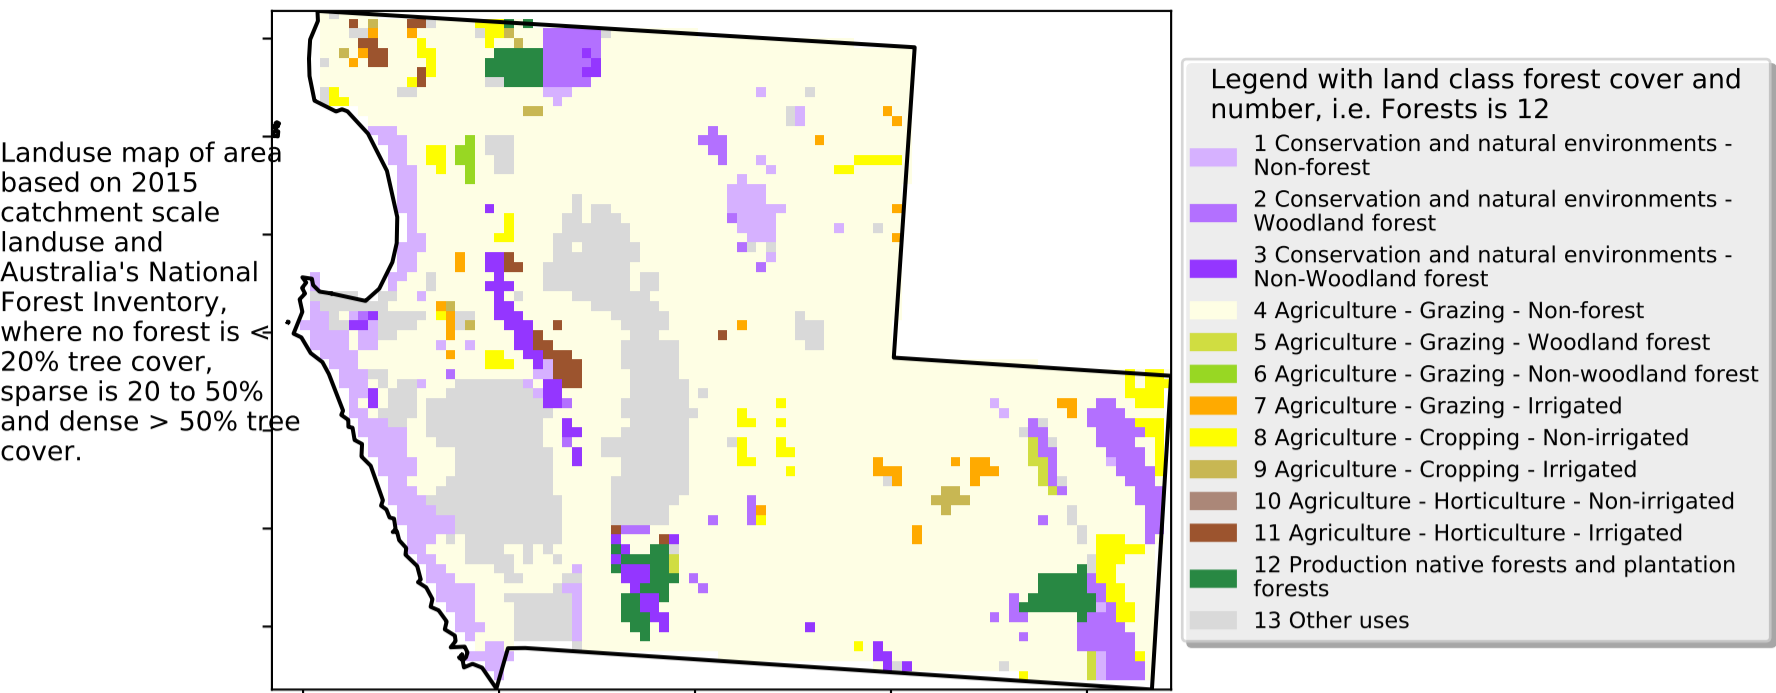 Landuse map of area
based on 2015
catchment scale
landuse and
Australia's National
Forest Inventory,
where no forest is <
20% tree cover,
sparse is 20 to 50%
and dense > 50% tree
cover.
Legend with land class forest cover and
number, i.e. Forests is 12
1 Conservation and natural environments -
Non-forest
2 Conservation and natural environments -
Woodland forest
3 Conservation and natural environments -
Non-Woodland forest
4 Agriculture - Grazing - Non-forest
5 Agriculture - Grazing - Woodland forest
6 Agriculture - Grazing - Non-woodland forest
7 Agriculture - Grazing - Irrigated
8 Agriculture - Cropping - Non-irrigated
9 Agriculture - Cropping - Irrigated
10 Agriculture - Horticulture - Non-irrigated
11 Agriculture - Horticulture - Irrigated
12 Production native forests and plantation
forests
13 Other uses